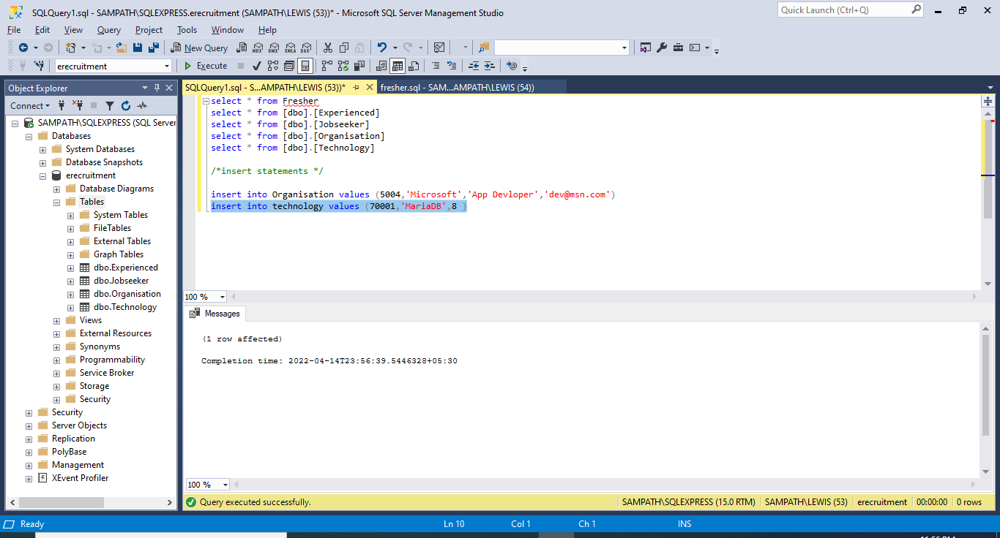 SQLQuery1.sql - SAMPATH\SQLEXPRESS.erecruitment (SAMPATH\LEWIS (53))* - Microsoft SQL Server Management Studio
Quick Launch (Ctrl+Q)
File Edit View Query Project Tools Window Help
New Query MDX DMX XMLA DAX
erecruitment Execute
Object Explorer
Connect
SAMPATH\SQLEXPRESS (SQL Server
Databases
System Databases
Database Snapshots
erecruitment
Database Diagrams
Tables
System Tables
FileTables
External Tables
Graph Tables
dbo.Experienced
dbo.Jobseeker
dbo.Organisation
dbo.Technology
Views
External Resources
Synonyms
Programmability
Service Broker
Storage
Security
Security
Server Objects
Replication
PolyBase
Management
XEvent Profiler
SQLQuery1.sql - S...AMPATH\LEWIS (53))* fresher.sql - SAM...AMPATH\LEWIS (54))
select * from Fresher
select * from [dbo].[Experienced]
select * from [dbo].[Jobseeker]
select * from [dbo].[Organisation]
select * from [dbo].[Technology]
/*insert statements */
insert into Organisation values (5004,'Microsoft','App Devloper','dev@msn.com')
insert into technology values (70001,'MariaDB',8 )
100 %
Messages
(1 row affected)
Completion time: 2022-04-14T23:56:39.5446328+05:30
100 %
Query executed successfully. SAMPATH\SQLEXPRESS (15.0 RTM) SAMPATH\LEWIS (53) erecruitment 00:00:00 0 rows
Ready Ln 10 Col 1 Ch 1 INS